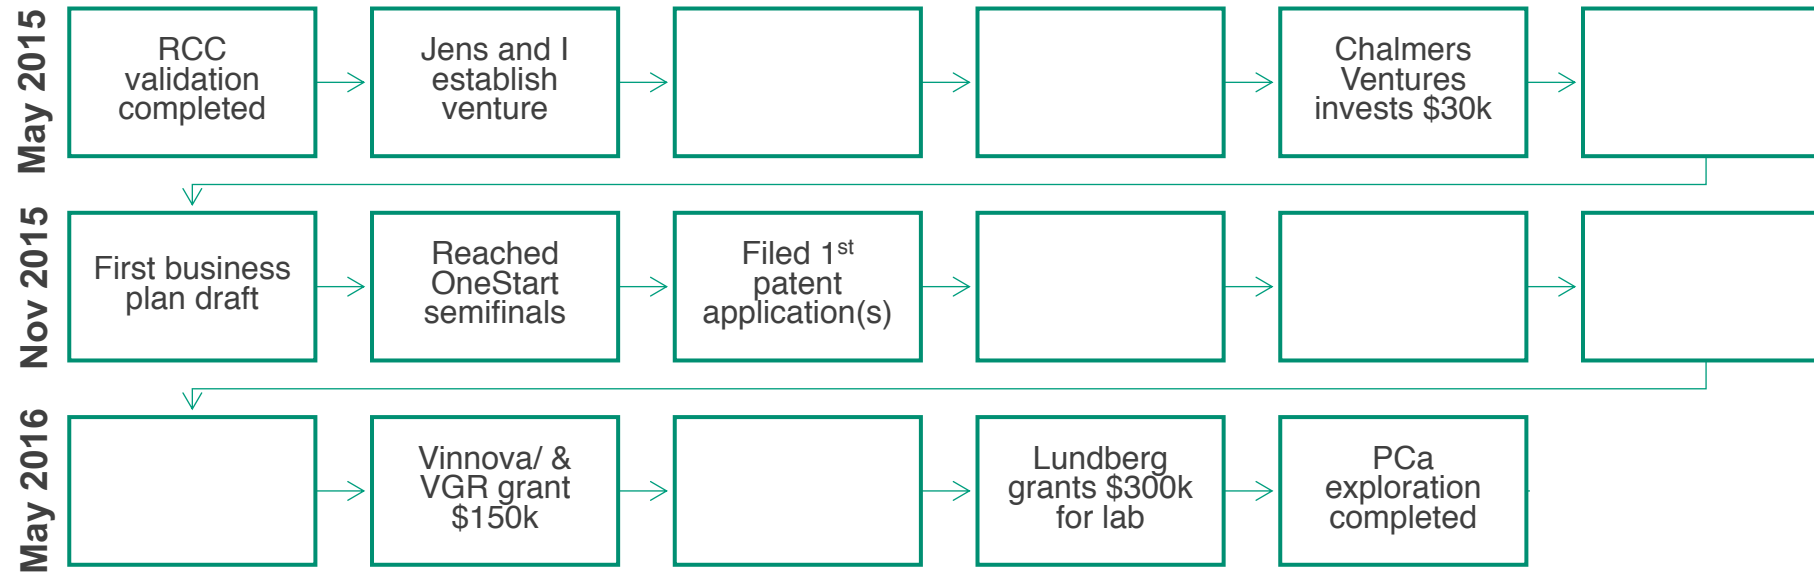 May 2015
RCC
validation
completed
Jens and I
establish
venture
Chalmers
Ventures
invests $30k
Nov 2015
First business
plan draft
Reached
OneStart
semifinals
Filed 1st
patent
application(s)
May 2016
Vinnova/ &
VGR grant
$150k
Lundberg
grants $300k
for lab
PCa
exploration
completed